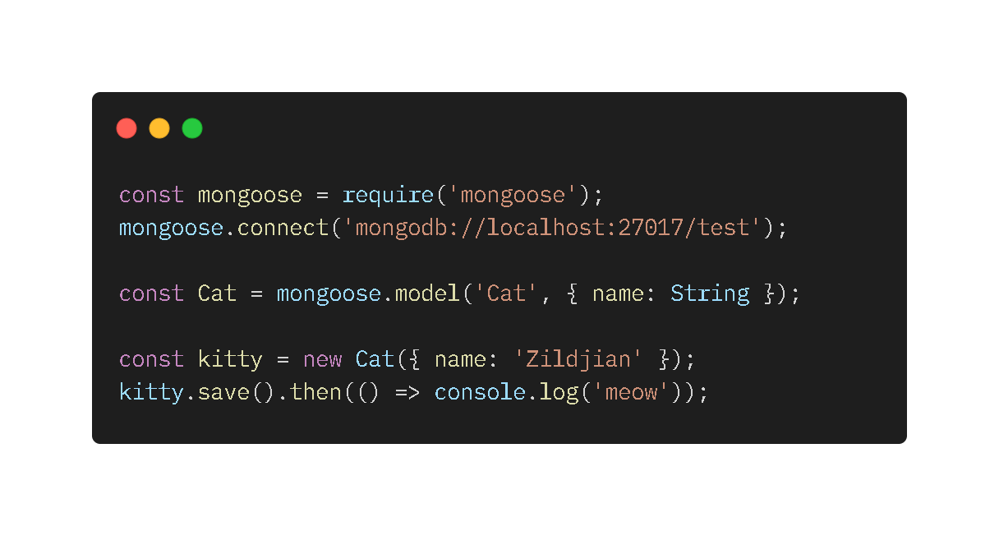 const mongoose = require('mongoose');
mongoose.connect('mongodb://localhost:27017/test');
const Cat = mongoose.model('Cat', { name: String });
const kitty = new Cat({ name: 'Zildjian' });
kitty.save().then(() => console.log('meow'));